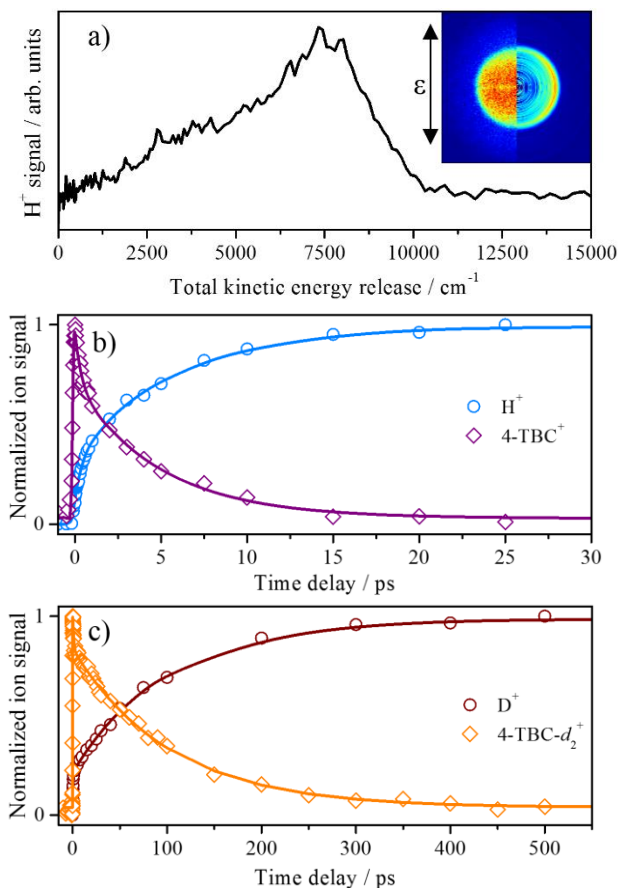 a)
ε
H⁺ signal / arb. units
0 2500 5000 7500 10000 12500 15000
Total kinetic energy release / cm⁻¹
b)
1
0
Normalized ion signal
H⁺
4-TBC⁺
0 5 10 15 20 25 30
Time delay / ps
c)
1
0
Normalized ion signal
D⁺
4-TBC-d₂⁺
0 100 200 300 400 500
Time delay / ps